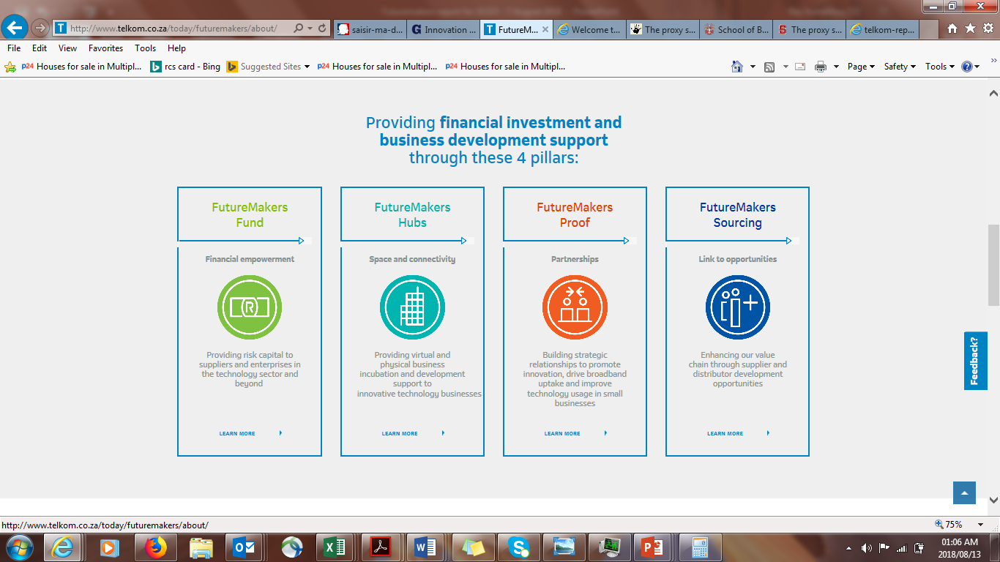 http://www.telkom.co.za/today/futuremakers/about/
saisir-ma-d...
Innovation ...
FutureM...
Welcome t...
The proxy s...
School of B...
The proxy s...
telkom-rep...
File Edit View Favorites Tools Help
p24 Houses for sale in Multipl...
rcs card - Bing
Suggested Sites
p24 Houses for sale in Multipl...
p24 Houses for sale in Multipl...
Page Safety Tools
Providing financial investment and
business development support
through these 4 pillars:
FutureMakers
Fund
Financial empowerment
R
Providing risk capital to
suppliers and enterprises in
the technology sector and
beyond
LEARN MORE
FutureMakers
Hubs
Space and connectivity
Providing virtual and
physical business
incubation and development
support to
innovative technology businesses
LEARN MORE
FutureMakers
Proof
Partnerships
Building strategic
relationships to promote
innovation, drive broadband
uptake and improve
technology usage in small
businesses
LEARN MORE
FutureMakers
Sourcing
Link to opportunities
Enhancing our value
chain through supplier and
distributor development
opportunities
LEARN MORE
Feedback?
http://www.telkom.co.za/today/futuremakers/about/
75%
01:06 AM
2018/08/13